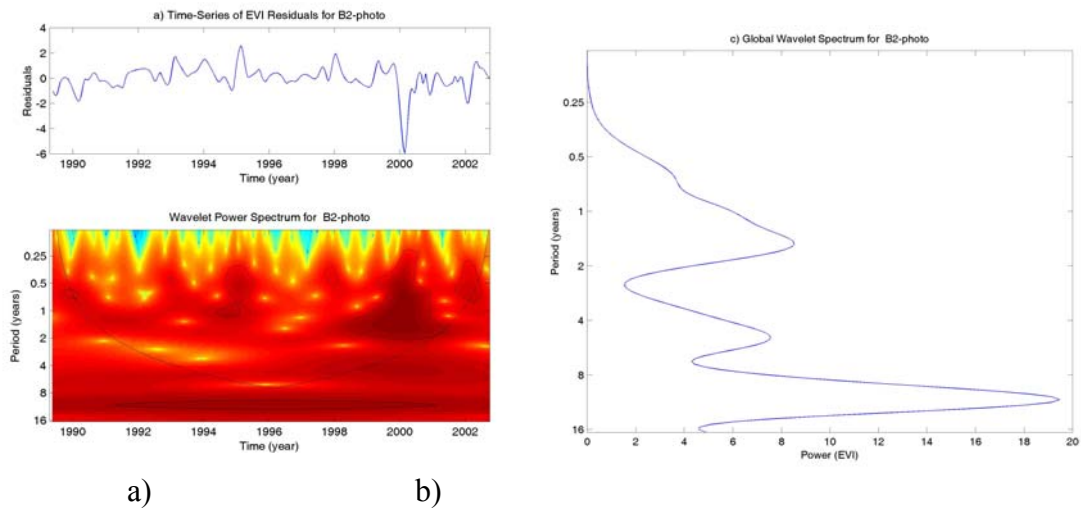 a) Time-Series of EVI Residuals for B2-photo
4
2
0
-2
-4
-6
Residuals
1990 1992 1994 1996 1998 2000 2002
Time (year)
Wavelet Power Spectrum for B2-photo
0.25
0.5
1
2
4
8
16
Period (years)
1990 1992 1994 1996 1998 2000 2002
Time (year)
c) Global Wavelet Spectrum for B2-photo
0.25
0.5
1
2
4
8
16
Period (years)
0 2 4 6 8 10 12 14 16 18 20
Power (EVI)
a) b)